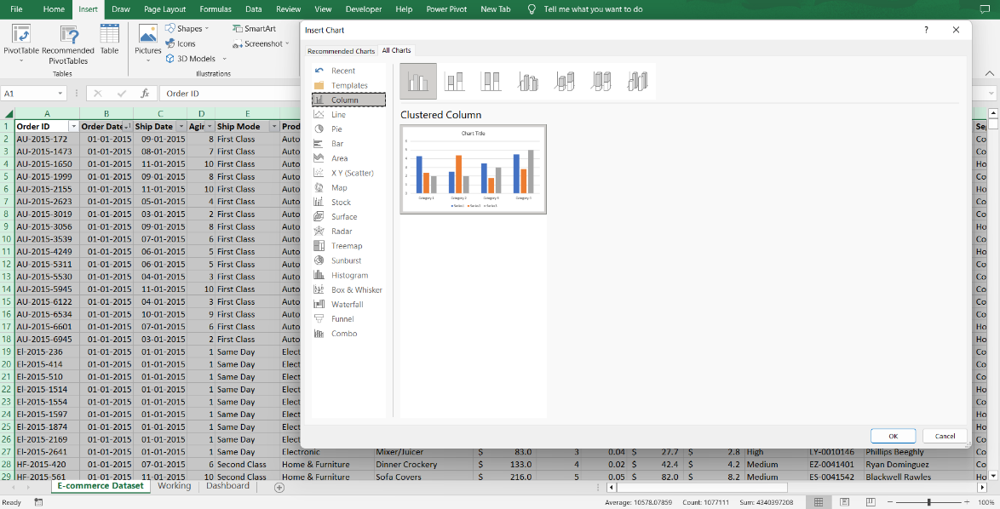 File Home Insert Draw Page Layout Formulas Data Review View Developer Help Power Pivot New Tab Tell me what you want to do
PivotTable Recommended PivotTables Table Pictures Shapes Icons 3D Models SmartArt Screenshot
Tables Illustrations
A1 fx Order ID
Insert Chart ?
Recommended Charts All Charts
Recent
Templates
Column
Line
Pie
Bar
Area
X Y (Scatter)
Map
Stock
Surface
Radar
Treemap
Sunburst
Histogram
Box & Whisker
Waterfall
Funnel
Combo
Clustered Column
Chart Title
Category 1 Category 2 Category 3 Category 4
Series1 Series2 Series3
OK Cancel
A B C D E
1 Order ID Order Date Ship Date Agin Ship Mode Prod Se
2 AU-2015-172 01-01-2015 09-01-2015 8 First Class Auto Co
3 AU-2015-1473 01-01-2015 08-01-2015 7 First Class Auto Co
4 AU-2015-1650 01-01-2015 11-01-2015 10 First Class Auto Co
5 AU-2015-1999 01-01-2015 09-01-2015 8 First Class Auto Co
6 AU-2015-2155 01-01-2015 11-01-2015 10 First Class Auto Ho
7 AU-2015-2623 01-01-2015 05-01-2015 4 First Class Auto Ho
8 AU-2015-3019 01-01-2015 03-01-2015 2 First Class Auto Ho
9 AU-2015-3056 01-01-2015 09-01-2015 8 First Class Auto Ho
10 AU-2015-3539 01-01-2015 07-01-2015 6 First Class Auto Co
11 AU-2015-4249 01-01-2015 06-01-2015 5 First Class Auto Ho
12 AU-2015-5311 01-01-2015 06-01-2015 5 First Class Auto Co
13 AU-2015-5530 01-01-2015 04-01-2015 3 First Class Auto Co
14 AU-2015-5945 01-01-2015 11-01-2015 10 First Class Auto Co
15 AU-2015-6122 01-01-2015 04-01-2015 3 First Class Auto Co
16 AU-2015-6534 01-01-2015 10-01-2015 9 First Class Auto Co
17 AU-2015-6601 01-01-2015 07-01-2015 6 First Class Auto Ho
18 AU-2015-6945 01-01-2015 03-01-2015 2 First Class Auto Ho
19 El-2015-236 01-01-2015 01-01-2015 1 Same Day Elect Co
20 El-2015-414 01-01-2015 01-01-2015 1 Same Day Elect Co
21 El-2015-510 01-01-2015 01-01-2015 1 Same Day Elect Co
22 El-2015-1514 01-01-2015 01-01-2015 1 Same Day Elect Ho
23 El-2015-1554 01-01-2015 01-01-2015 1 Same Day Elect Co
24 El-2015-1597 01-01-2015 01-01-2015 1 Same Day Elect Ho
25 El-2015-1874 01-01-2015 01-01-2015 1 Same Day Elect Ho
26 El-2015-2169 01-01-2015 01-01-2015 1 Same Day Elect Co
27 El-2015-2641 01-01-2015 01-01-2015 1 Same Day Electronic Mixer/Juicer $ 83.0 3 0.04 $ 27.7 $ 2.8 High LY-0010146 Phillips Beeghly Co
28 HF-2015-420 01-01-2015 07-01-2015 6 Second Class Home & Furniture Dinner Crockery $ 133.0 4 0.02 $ 42.4 $ 4.2 Medium EZ-0041401 Ryan Dominguez Co
29 HF-2015-561 01-01-2015 11-01-2015 10 Second Class Home & Furniture Sofa Covers $ 216.0 5 0.05 $ 82.0 $ 8.2 Medium ES-0041542 Blackwell Rawles Co
E-commerce Dataset Working Dashboard
Ready Average: 10578.07859 Count: 1077111 Sum: 4340397208 100%